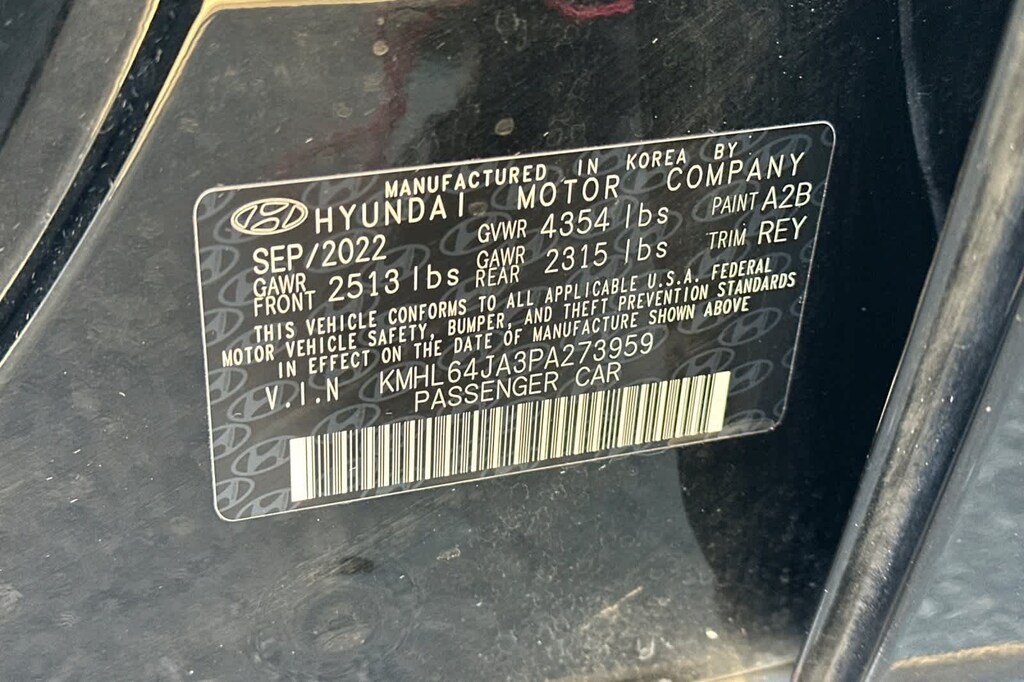 MANUFACTURED IN KOREA BY
HYUNDAI MOTOR COMPANY
SEP/2022 GVWR 4354 lbs PAINT A2B
GAWR FRONT 2513 lbs GAWR REAR 2315 lbs TRIM REY
THIS VEHICLE CONFORMS TO ALL APPLICABLE U.S.A. FEDERAL
MOTOR VEHICLE SAFETY, BUMPER, AND THEFT PREVENTION STANDARDS
IN EFFECT ON THE DATE OF MANUFACTURE SHOWN ABOVE
V.I.N KMHL64JA3PA273959
PASSENGER CAR